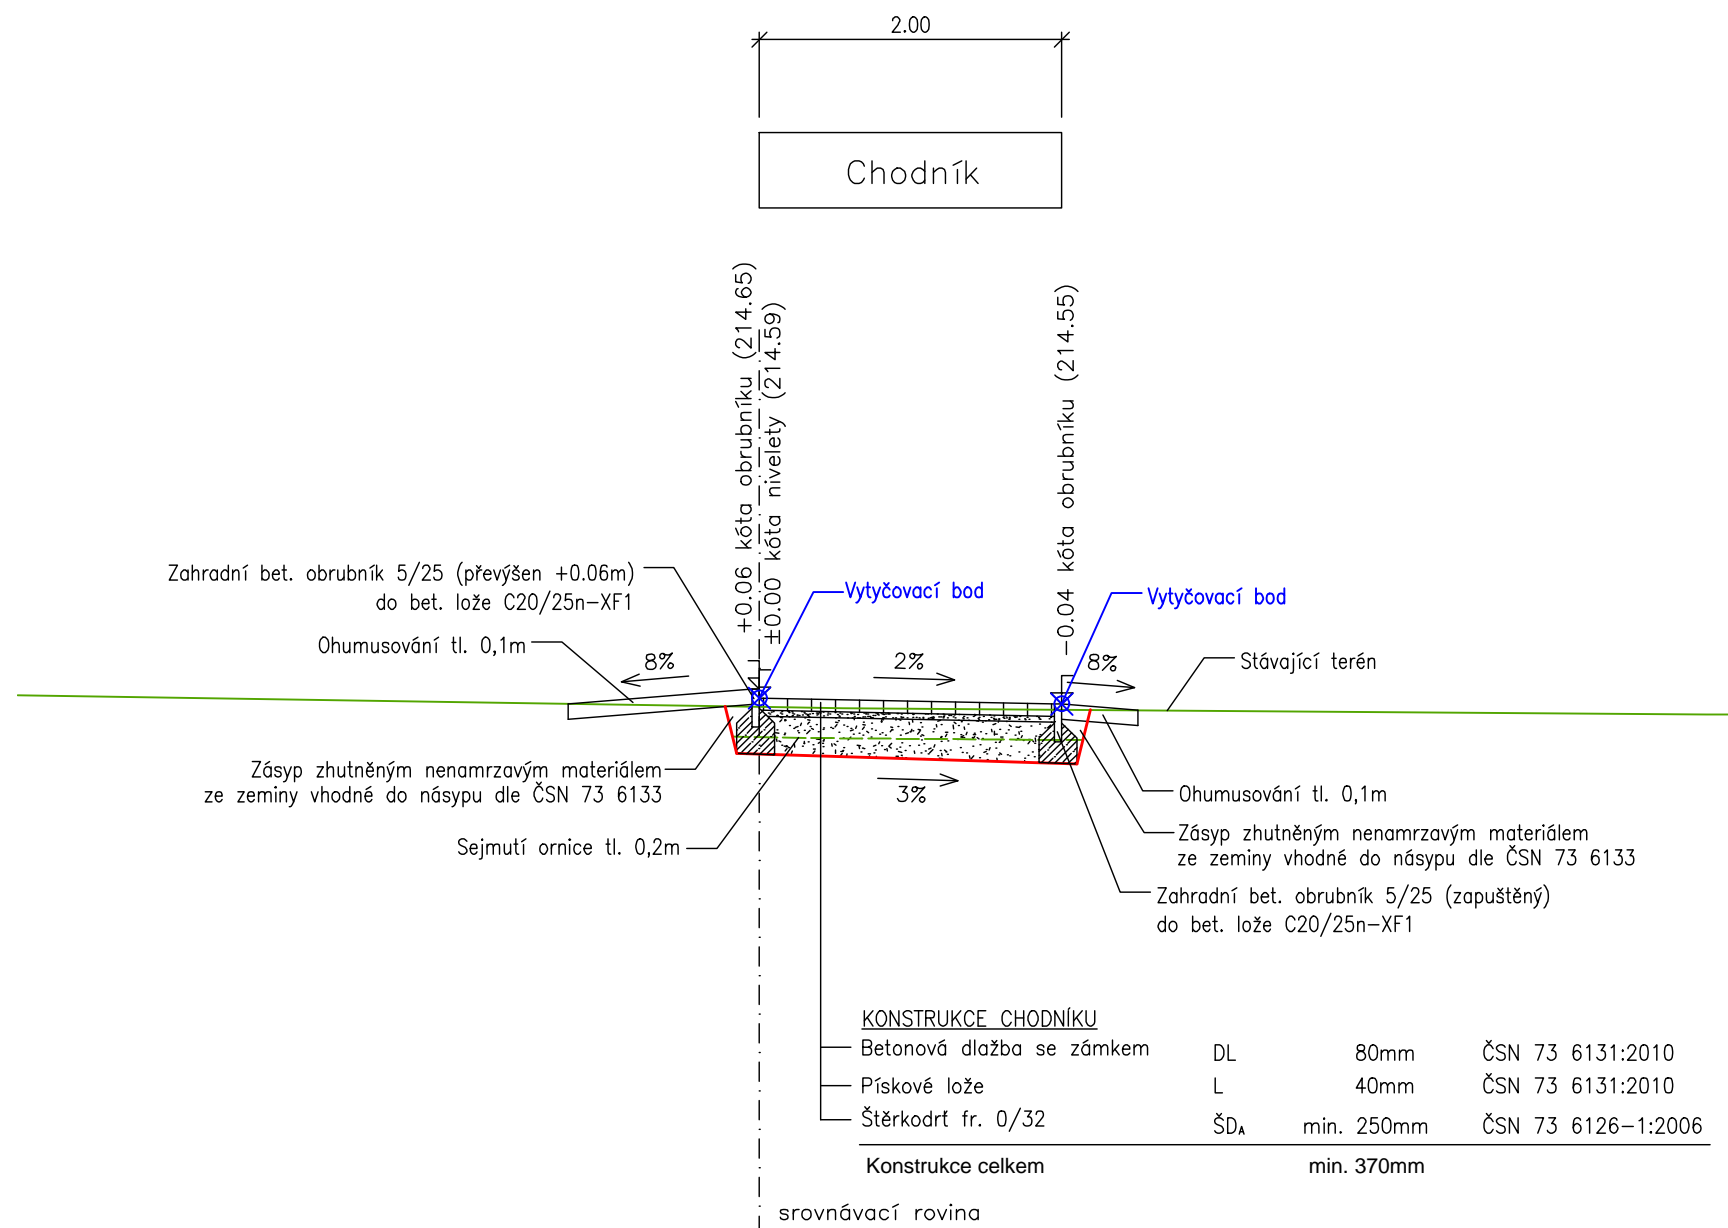 2.00
Chodník
+0.06 kóta obrubníku (214.65)
±0.00 kóta nivelety (214.59)
-0.04 kóta obrubníku (214.55)
Zahradní bet. obrubník 5/25 (převýšen +0.06m)
do bet. lože C20/25n-XF1
Vytyčovací bod
Vytyčovací bod
Ohumusování tl. 0,1m
8%
2%
8%
Stávající terén
Zásyp zhutněným nenamrzavým materiálem
ze zeminy vhodné do násypu dle ČSN 73 6133
3%
Ohumusování tl. 0,1m
Sejmutí ornice tl. 0,2m
Zásyp zhutněným nenamrzavým materiálem
ze zeminy vhodné do násypu dle ČSN 73 6133
Zahradní bet. obrubník 5/25 (zapuštěný)
do bet. lože C20/25n-XF1
KONSTRUKCE CHODNÍKU
Betonová dlažba se zámkem DL 80mm ČSN 73 6131:2010
Pískové lože L 40mm ČSN 73 6131:2010
Štěrkodrť fr. 0/32 ŠDA min. 250mm ČSN 73 6126-1:2006
Konstrukce celkem min. 370mm
srovnávací rovina